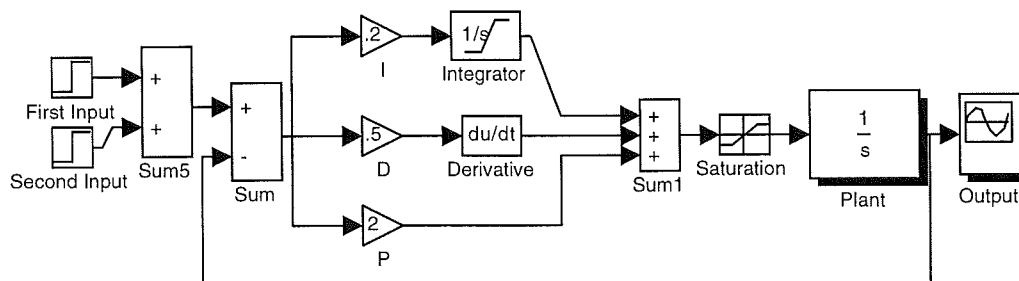 First Input
Second Input
+
+
Sum5
+
-
Sum
.2
I
1/s
Integrator
.5
D
du/dt
Derivative
2
P
+
+
+
Sum1
Saturation
1
s
Plant
Output